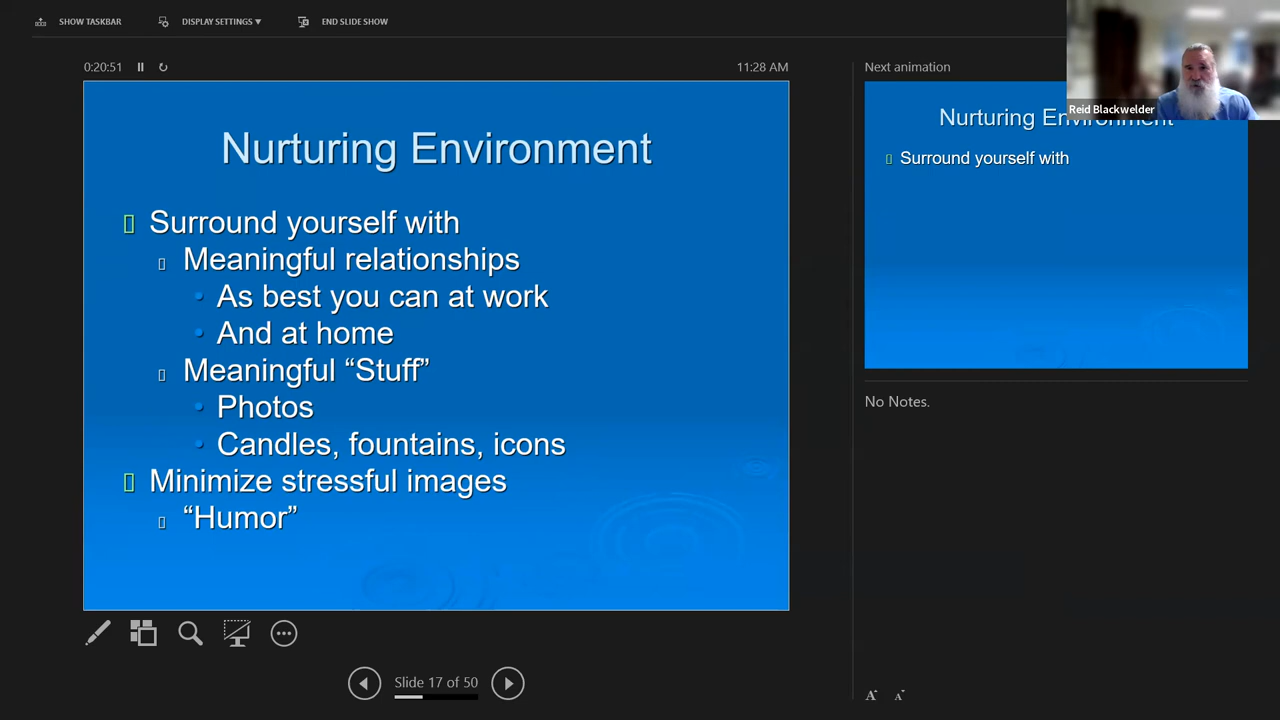 SHOW TASKBAR
DISPLAY SETTINGS
END SLIDE SHOW
0:20:51
11:28 AM
Nurturing Environment
Surround yourself with
Meaningful relationships
As best you can at work
And at home
Meaningful “Stuff”
Photos
Candles, fountains, icons
Minimize stressful images
“Humor”
Slide 17 of 50
Next animation
Reid Blackwelder
Nurturing Environment
Surround yourself with
No Notes.
A A